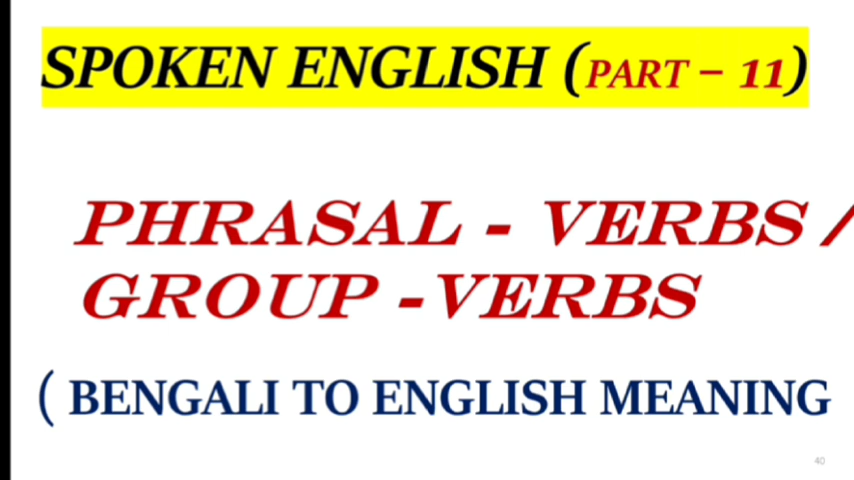 SPOKEN ENGLISH (PART – 11)
PHRASAL - VERBS /
GROUP -VERBS
( BENGALI TO ENGLISH MEANING
40